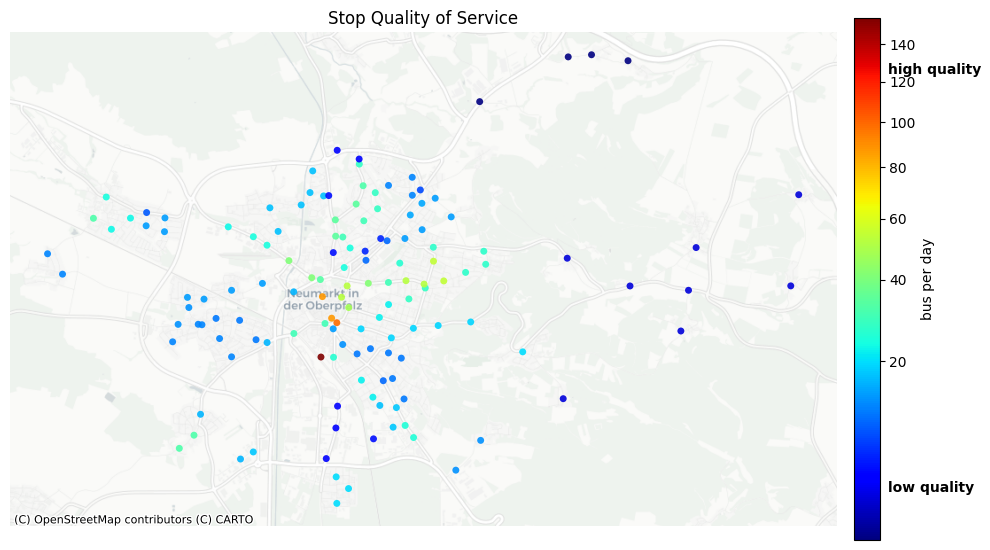 Stop Quality of Service
140
high quality
120
100
80
60
bus per day
40
20
low quality
Neumarkt in
der Oberpfalz
(C) OpenStreetMap contributors (C) CARTO